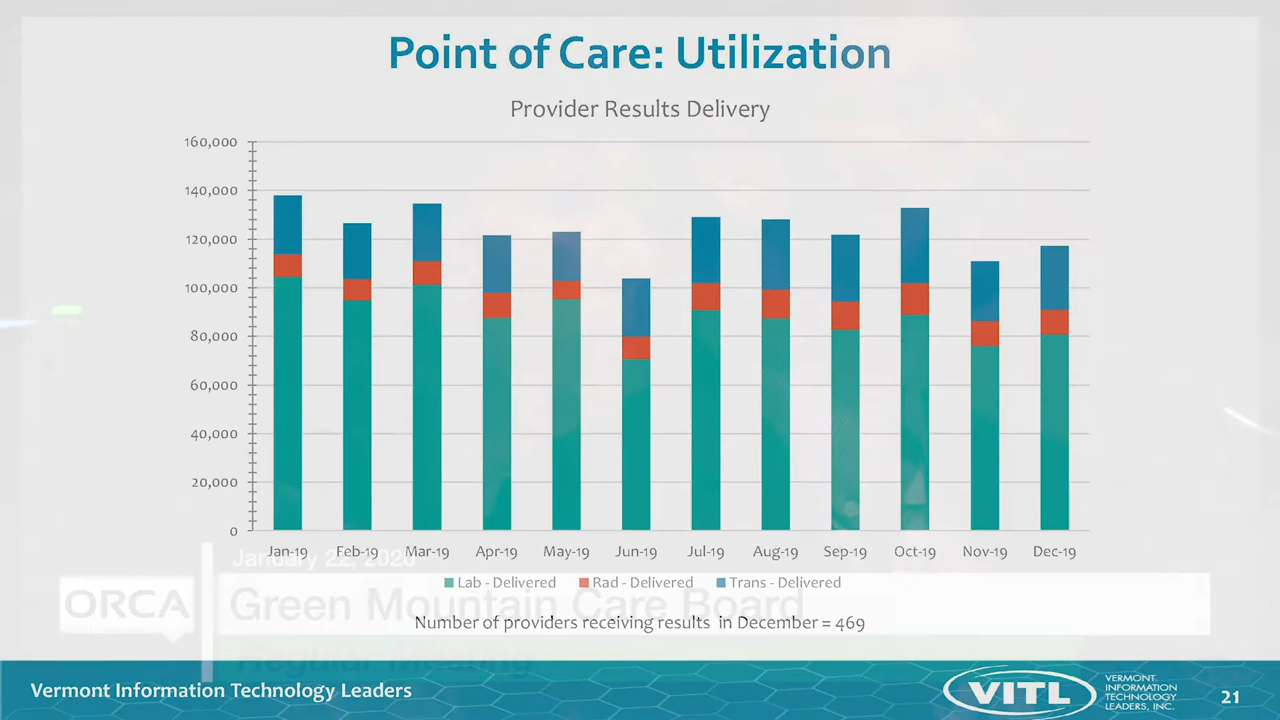 Point of Care: Utilization
Provider Results Delivery
160,000
140,000
120,000
100,000
80,000
60,000
40,000
20,000
0
Jan-19 Feb-19 Mar-19 Apr-19 May-19 Jun-19 Jul-19 Aug-19 Sep-19 Oct-19 Nov-19 Dec-19
January 22, 2020
Lab - Delivered Rad - Delivered Trans - Delivered
ORCA
Green Mountain Care Board
Number of providers receiving results in December = 469
Regular Meeting
Vermont Information Technology Leaders
VITL
VERMONT
INFORMATION
TECHNOLOGY
LEADERS, INC.
21